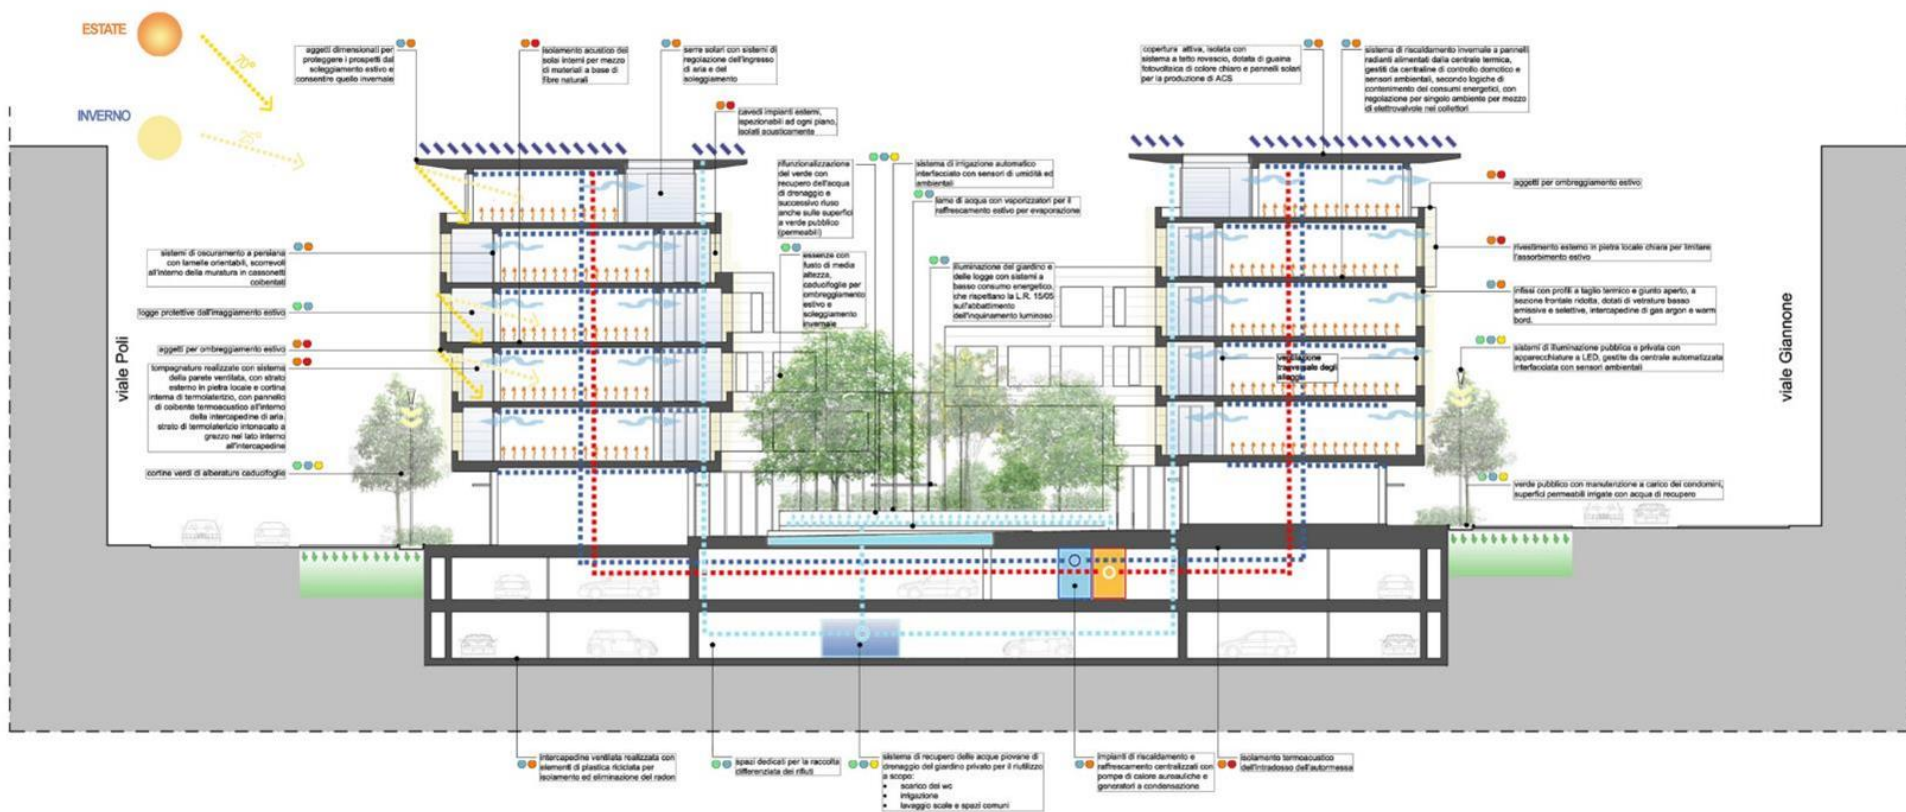 ESTATE
70°
INVERNO
25°
aggetti dimensionati per
proteggere i prospetti dal
soleggiamento estivo e
consentire quello invernale
isolamento acustico dei
solai interni per mezzo
di materiali a base di
fibre naturali
serre solari con sistemi di
regolazione dell'ingresso
di aria e del
soleggiamento
cavedi impianti esterni,
ispezionabili ad ogni piano,
isolati acusticamente
copertura attiva, isolata con
sistema a tetto rovescio, dotata di guaina
fotovoltaica di colore chiaro e pannelli solari
per la produzione di ACS
sistema di riscaldamento invernale a pannelli
radianti alimentati dalla centrale termica,
gestiti da centraline di controllo domotico e
sensori ambientali, secondo logiche di
contenimento dei consumi energetici, con
regolazione per singolo ambiente per mezzo
di elettrovalvole nei collettori
rifunzionalizzazione
del verde con
recupero dell'acqua
di drenaggio e
successivo riuso
anche sulle superfici
a verde pubblico
(permeabili)
sistema di irrigazione automatico
interfacciato con sensori di umidità ed
ambientali
lame di acqua con vaporizzatori per il
raffrescamento estivo per evaporazione
essenze con
fusto di media
altezza,
caducifoglie per
ombreggiamento
estivo e
soleggiamento
invernale
illuminazione del giardino e
delle logge con sistemi a
basso consumo energetico,
che rispettano la L.R. 15/05
sull'abbattimento
dell'inquinamento luminoso
sistemi di oscuramento a persiana
con lamelle orientabili, scorrevoli
all'interno della muratura in cassonetti
coibentati
logge protettive dall'irraggiamento estivo
aggetti per ombreggiamento estivo
tompagnature realizzate con sistema
della parete ventilata, con strato
esterno in pietra locale e cortina
interna di termolaterizio, con pannello
di coibente termoacustico all'interno
della intercapedine di aria,
strato di termolaterizio intonacato a
grezzo nel lato interno
all'intercapedine
cortine verdi di alberature caducifoglie
viale Poli
ventilazione
trasversale degli
alloggi
aggetti per ombreggiamento estivo
rivestimento esterno in pietra locale chiara per limitare
l'assorbimento estivo
infissi con profili a taglio termico e giunto aperto, a
sezione frontale ridotta, dotati di vetrature basso
emissive e selettive, intercapedine di gas argon e warm
bord.
sistemi di illuminazione pubblica e privata con
apparecchiature a LED, gestite da centrale automatizzata
interfacciata con sensori ambientali
verde pubblico con manutenzione a carico dei condomini,
superfici permeabili irrigate con acqua di recupero
viale Giannone
intercapedine ventilata realizzata con
elementi di plastica riciclata per
isolamento ed eliminazione del radon
spazi dedicati per la raccolta
differenziata dei rifiuti
sistema di recupero delle acque piovane di
drenaggio del giardino privato per il riutilizzo
a scopo:
• scarico dei wc
• irrigazione
• lavaggio scale e spazi comuni
impianti di riscaldamento e
raffrescamento centralizzati con
pompe di calore aureauliche e
generatori a condensazione
isolamento termoacustico
dell'intradosso dell'autorimessa